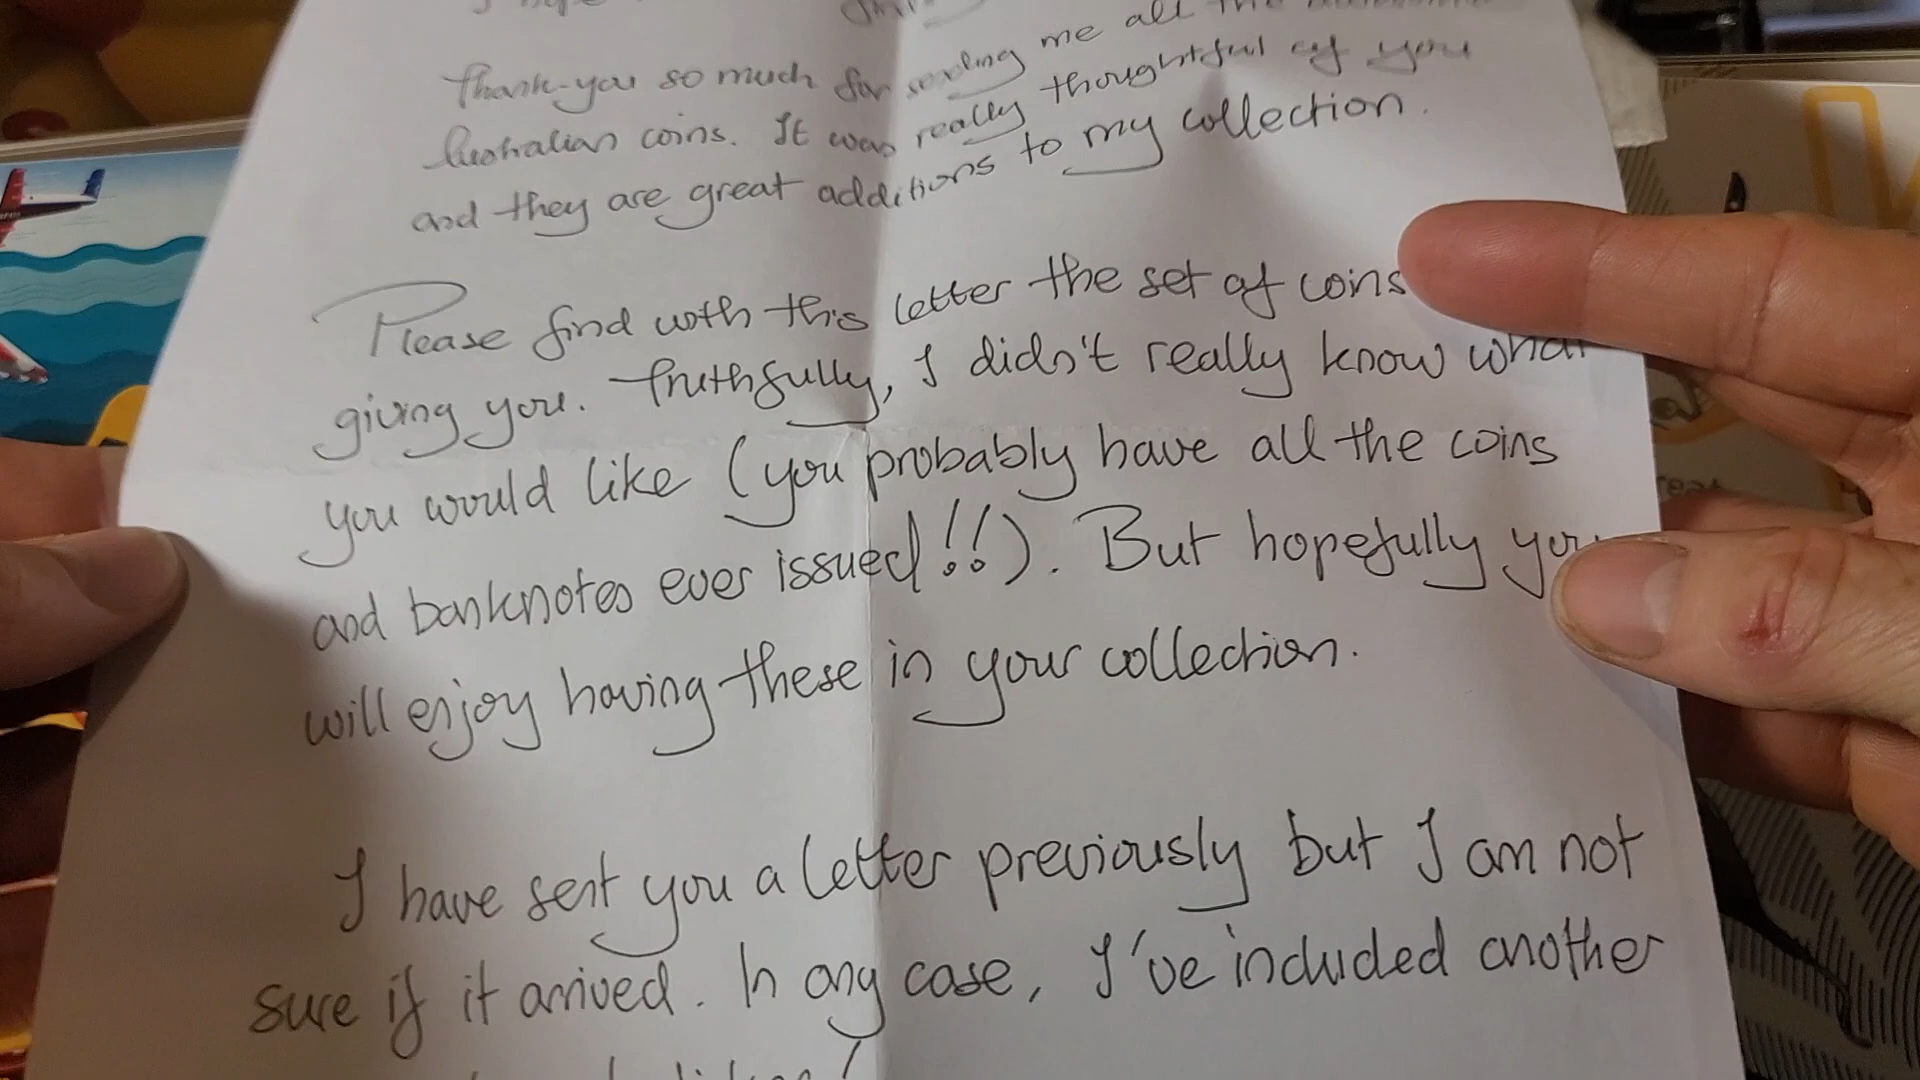 Thank-you so much for sending me all the
Australian coins. It was really thoughtful of you
and they are great additions to my collection.
Please find with this letter the set of coins
giving you. Truthfully, I didn't really know what
you would like (you probably have all the coins
and banknotes ever issued!!). But hopefully you
will enjoy having these in your collection.
I have sent you a letter previously but I am not
sure if it arrived. In any case, I've included another